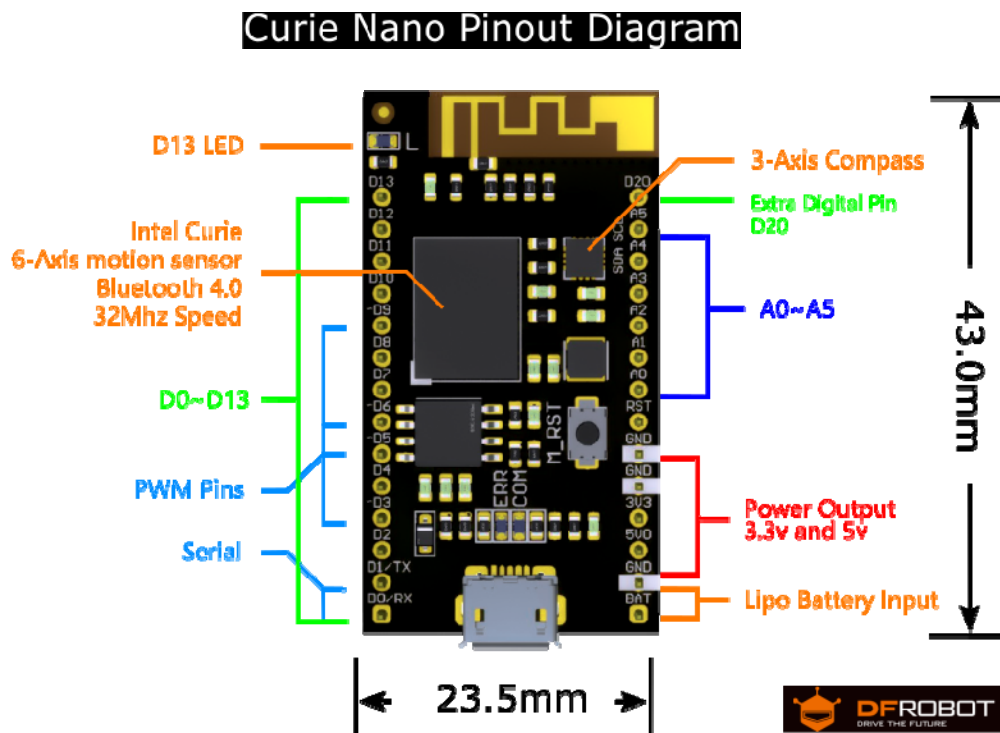 Curie Nano Pinout Diagram
D13 LED
Intel Curie
6-Axis motion sensor
Bluetooth 4.0
32Mhz Speed
D0~D13
PWM Pins
Serial
L
D13
D12
D11
D10
~D9
D8
D7
~D6
~D5
D4
~D3
D2
D1/TX
D0/RX
M_RST
ERR
COM
SDA SCL
D20
A5
A4
A3
A2
A1
A0
RST
GND
GND
3V3
5V0
GND
BAT
3-Axis Compass
Extra Digital Pin
D20
A0~A5
Power Output
3.3v and 5v
Lipo Battery Input
43.0mm
23.5mm
DFROBOT
DRIVE THE FUTURE